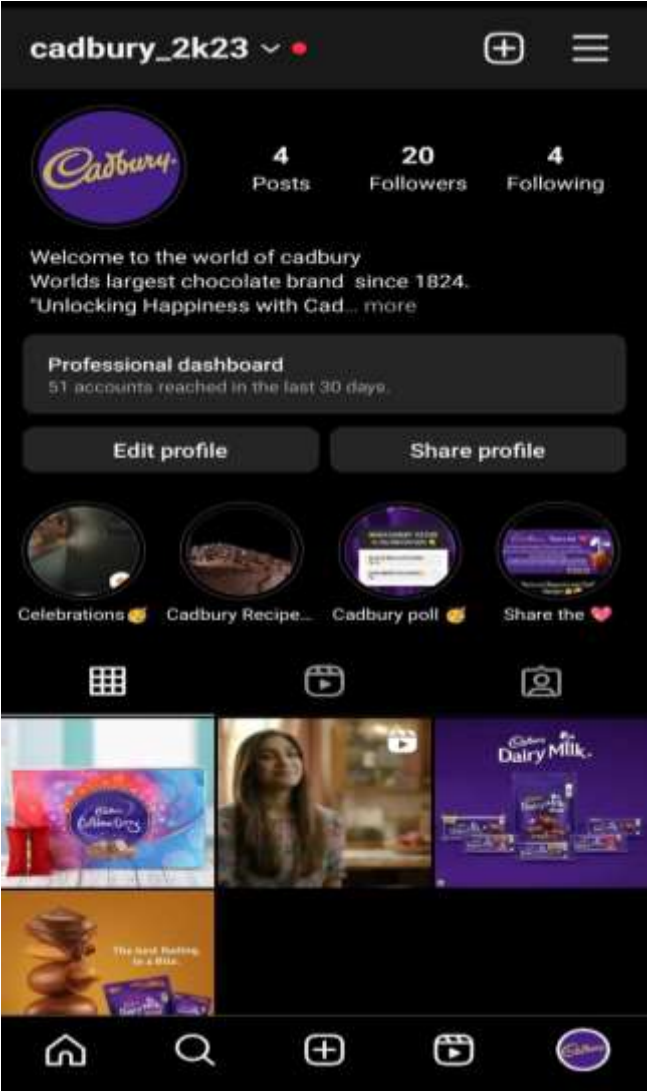 cadbury_2k23
Cadbury
4
20
4
Posts
Followers
Following
Welcome to the world of cadbury
Worlds largest chocolate brand since 1824.
"Unlocking Happiness with Cad... more
Professional dashboard
51 accounts reached in the last 30 days.
Edit profile
Share profile
Celebrations
Cadbury Recipe...
Cadbury poll
Share the
Cadbury
Dairy Milk
The best feeling,
in a Bite.
Dairy Milk